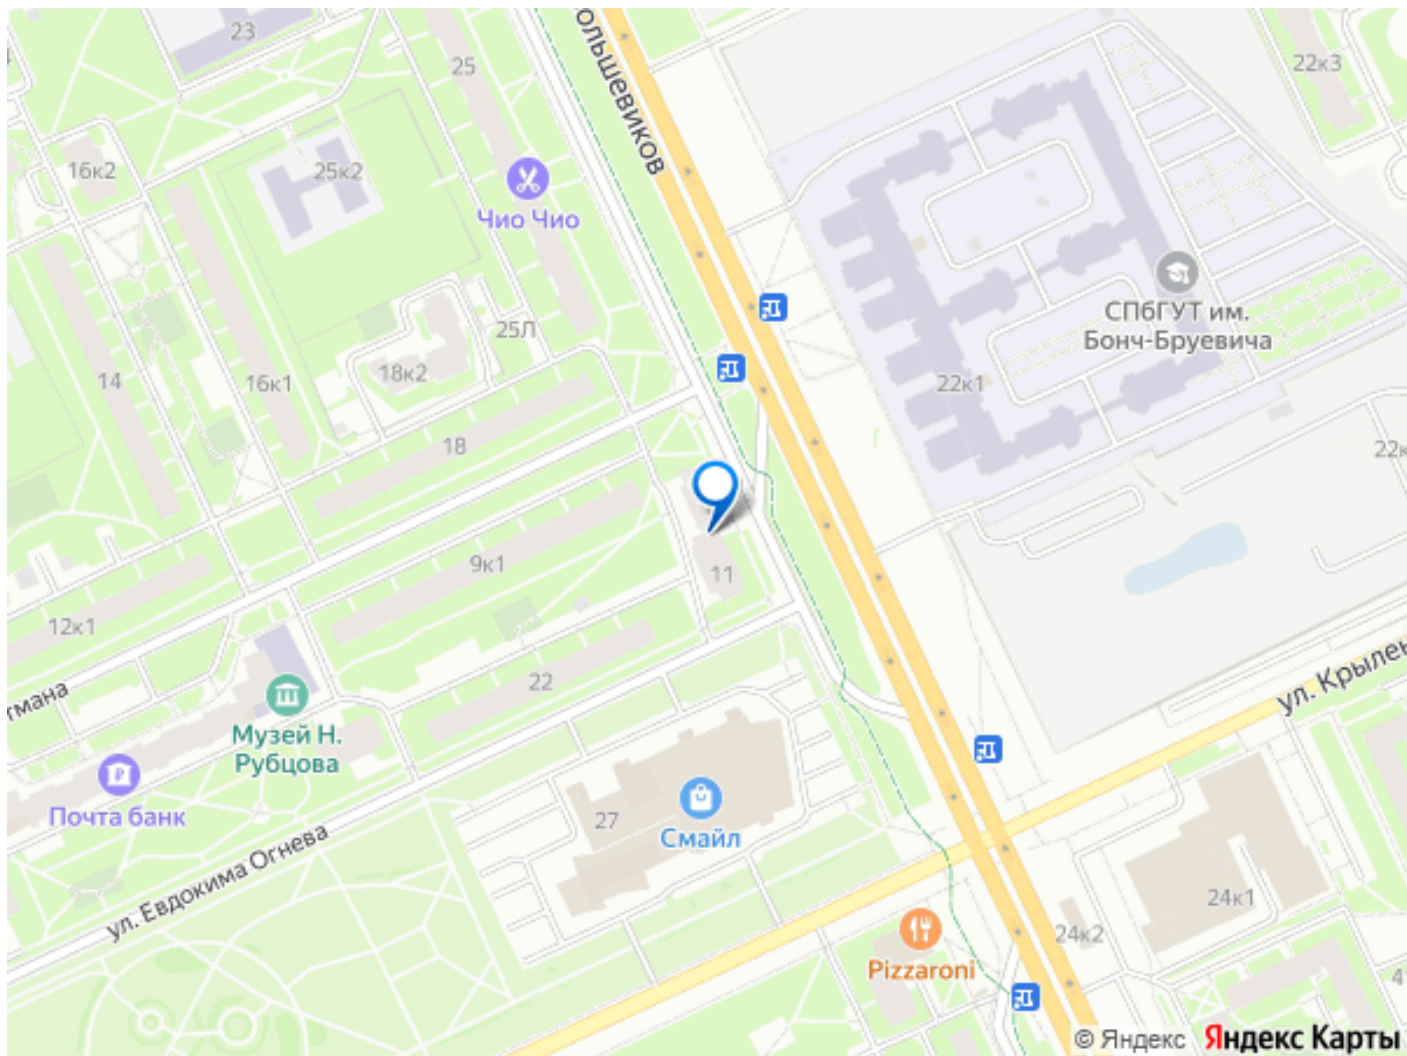 23
25
ольшевиков
22к3
16к2
25к2
Чио Чио
СПбГУТ им.
Бонч-Бруевича
25Л
14
16к1
18к2
22к1
18
22к
9к1
11
12к1
тмана
22
ул. Крылен
Музей Н.
Рубцова
Почта банк
27
Смайл
ул. Евдокима Огнева
24к1
24к2
Pizzaroni
41
© Яндекс Яндекс Карты